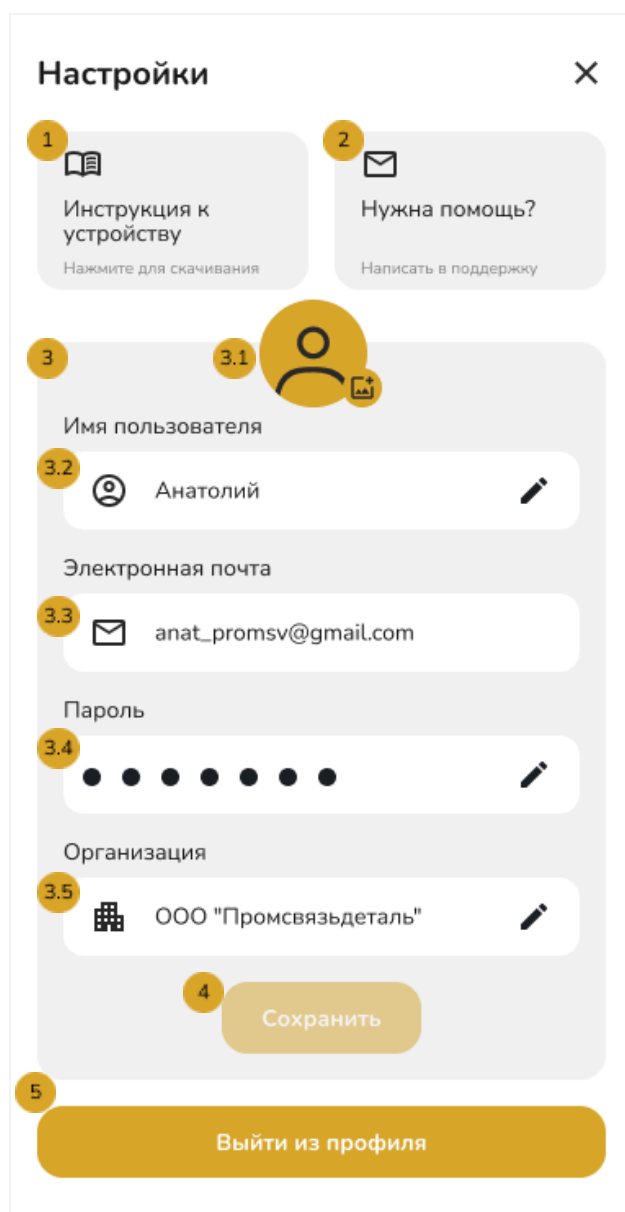 Настройки
1
2
Инструкция к
устройству
Нажмите для скачивания
Нужна помощь?
Написать в поддержку
3
3.1
Имя пользователя
3.2
Анатолий
Электронная почта
3.3
anat_promsv@gmail.com
Пароль
3.4
Организация
3.5
ООО "Промсвязьдеталь"
4
Сохранить
5
Выйти из профиля